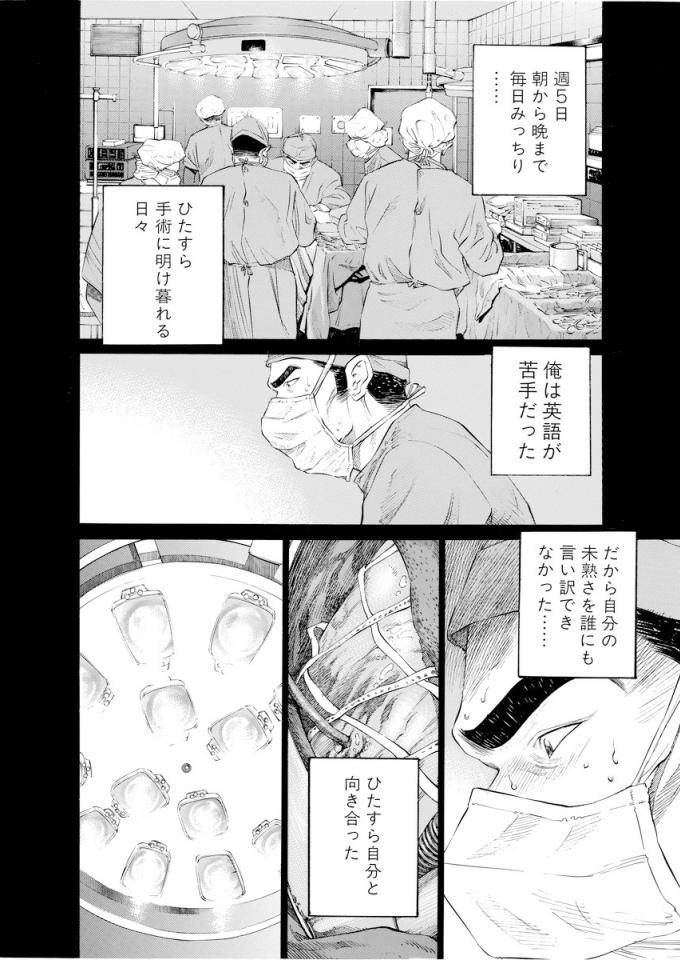 週5日
朝から晩まで
毎日みっちり
……
ひたすら
手術に明け暮れる
日々
俺は英語が
苦手だった
だから自分の
未熟さを誰にも
言い訳でき
なかった……
ひたすら自分と
向き合った